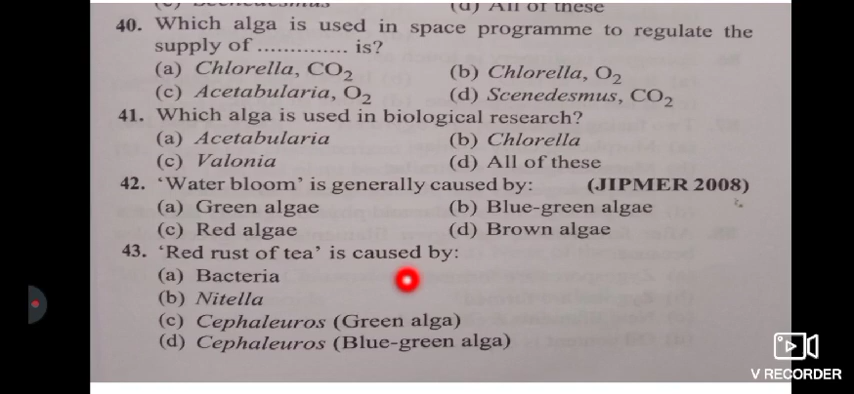 (d) All of these
40. Which alga is used in space programme to regulate the
supply of .............. is?
(a) Chlorella, CO2 (b) Chlorella, O2
(c) Acetabularia, O2 (d) Scenedesmus, CO2
41. Which alga is used in biological research?
(a) Acetabularia (b) Chlorella
(c) Valonia (d) All of these
42. ‘Water bloom’ is generally caused by: (JIPMER 2008)
(a) Green algae (b) Blue-green algae
(c) Red algae (d) Brown algae
43. ‘Red rust of tea’ is caused by:
(a) Bacteria
(b) Nitella
(c) Cephaleuros (Green alga)
(d) Cephaleuros (Blue-green alga)
V RECORDER